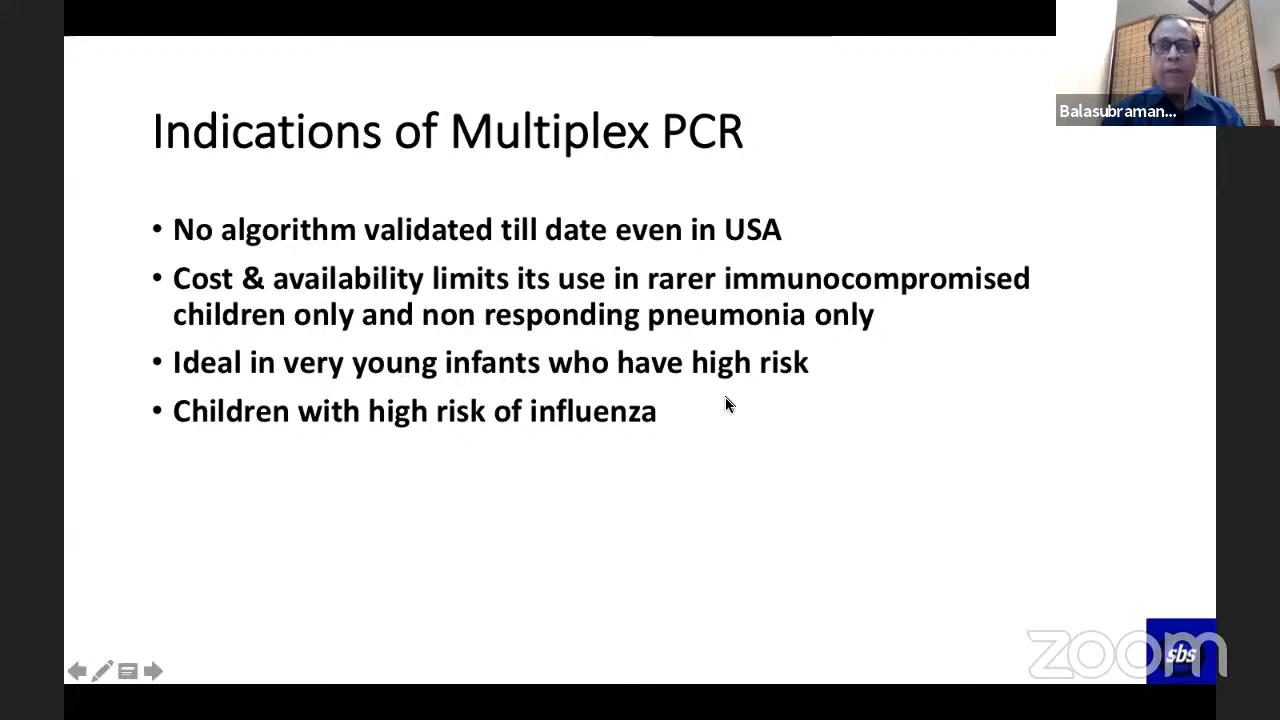 Balasubraman...
Indications of Multiplex PCR
• No algorithm validated till date even in USA
• Cost & availability limits its use in rarer immunocompromised
children only and non responding pneumonia only
• Ideal in very young infants who have high risk
• Children with high risk of influenza
zoom
sbs